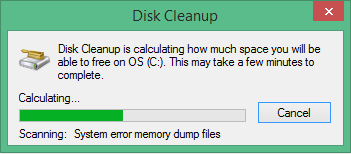 Disk Cleanup
Disk Cleanup is calculating how much space you will be
able to free on OS (C:). This may take a few minutes to
complete.
Calculating...
Cancel
Scanning: System error memory dump files